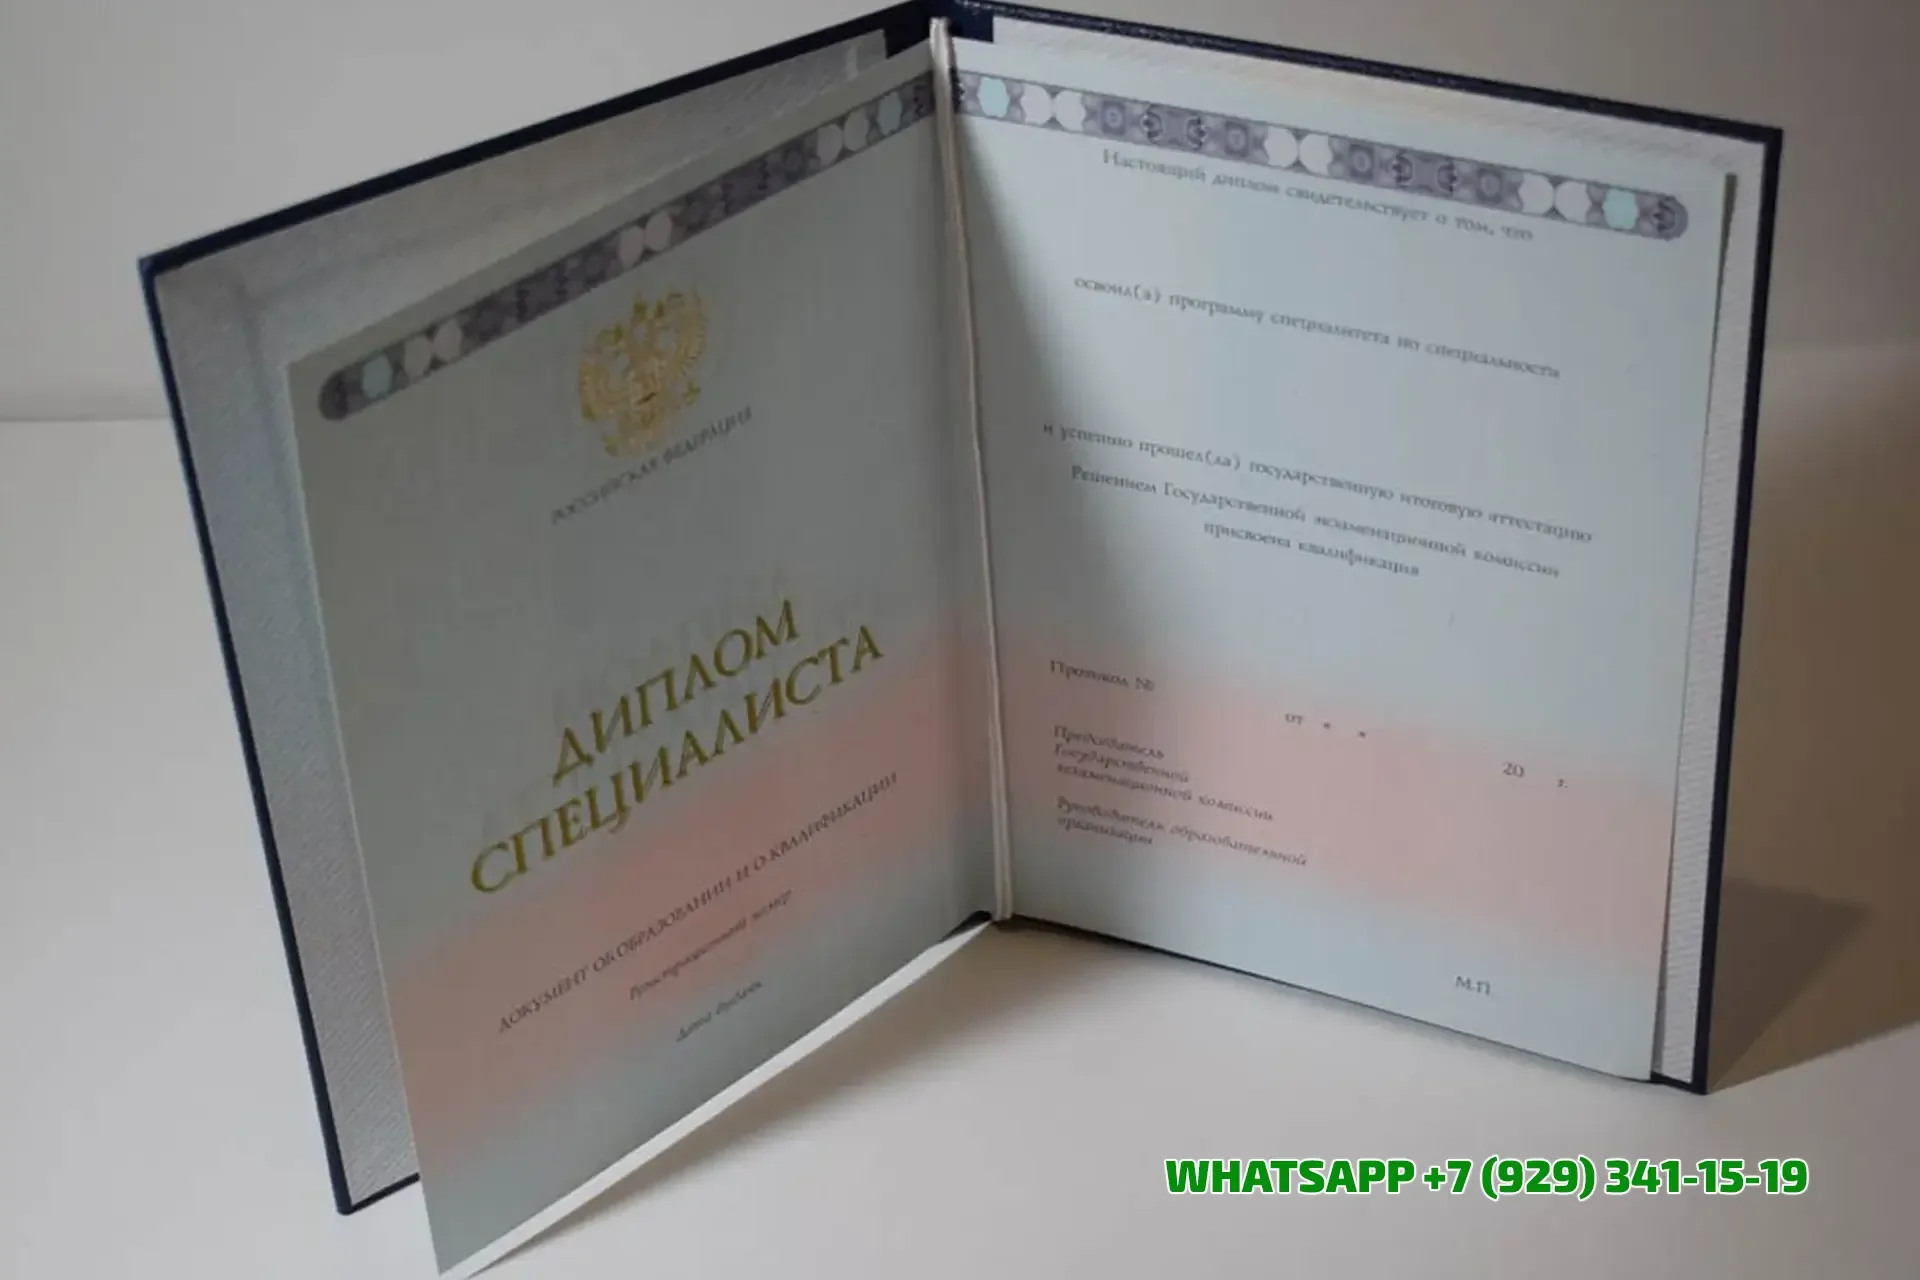 РОССИЙСКАЯ ФЕДЕРАЦИЯ
ДИПЛОМ
СПЕЦИАЛИСТА
ДОКУМЕНТ ОБ ОБРАЗОВАНИИ И О КВАЛИФИКАЦИИ
Регистрационный номер
Дата выдачи
Настоящий диплом свидетельствует о том, что
освоил(а) программу специалитета по специальности
и успешно прошел(ла) государственную итоговую аттестацию
Решением Государственной экзаменационной комиссии
присвоена квалификация
Протокол №
от « »
20 г.
Председатель
Государственной
экзаменационной комиссии
Руководитель образовательной
организации
М.П.
WHATSAPP +7 (929) 341-15-19